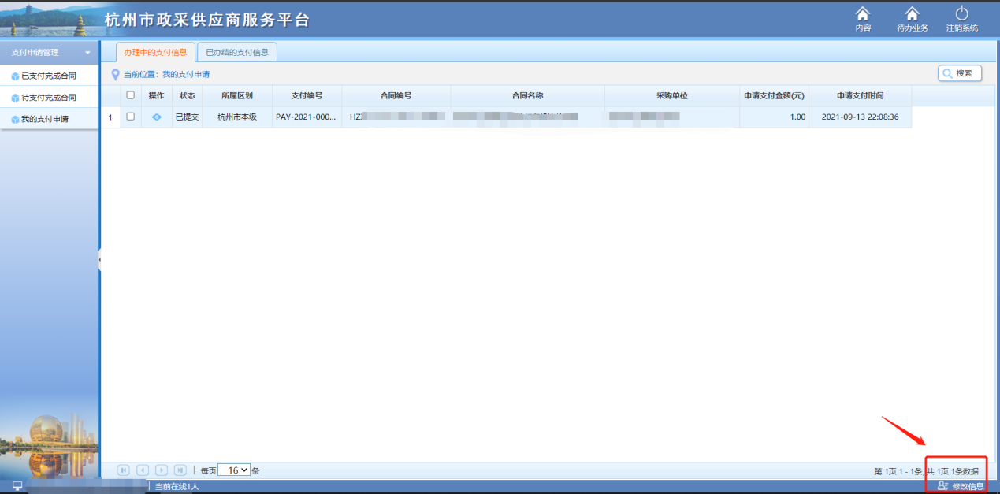 杭州市政采供应商服务平台
内容 待办业务 注销系统
支付申请管理
已支付完成合同
待支付完成合同
我的支付申请
办理中的支付信息 已办结的支付信息
当前位置：我的支付申请 搜索
操作 状态 所属区划 支付编号 合同编号 合同名称 采购单位 申请支付金额(元) 申请支付时间
1 已提交 杭州市本级 PAY-2021-000... HZ 1.00 2021-09-13 22:08:36
每页 16 条 第 1页 1 - 1条, 共 1页 1条数据
当前在线1人 修改信息